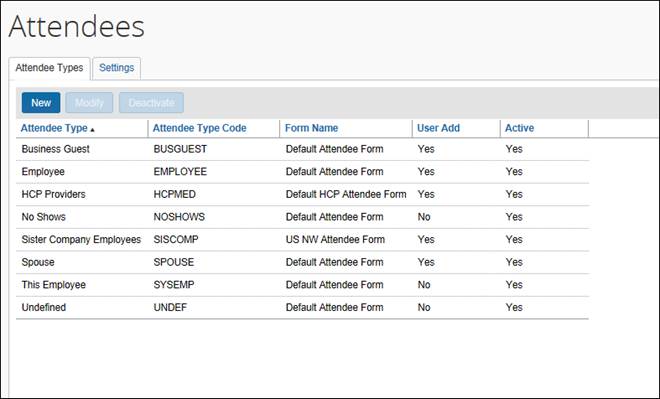 Attendees
Attendee Types Settings
New Modify Deactivate
Attendee Type Attendee Type Code Form Name User Add Active
Business Guest BUSGUEST Default Attendee Form Yes Yes
Employee EMPLOYEE Default Attendee Form Yes Yes
HCP Providers HCPMED Default HCP Attendee Form Yes Yes
No Shows NOSHOWS Default Attendee Form No Yes
Sister Company Employees SISCOMP US NW Attendee Form Yes Yes
Spouse SPOUSE Default Attendee Form Yes Yes
This Employee SYSEMP Default Attendee Form No Yes
Undefined UNDEF Default Attendee Form No Yes